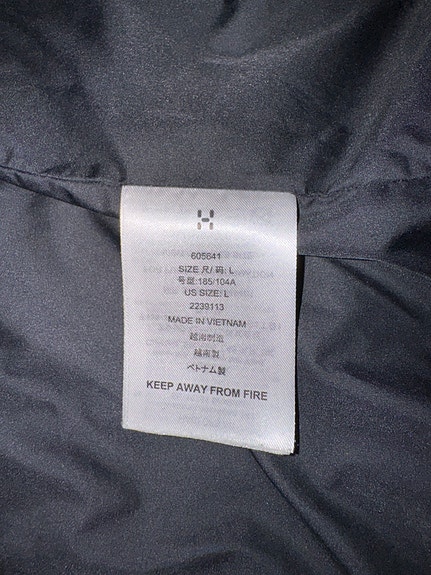 605641
SIZE 尺/ 码: L
号型:185/104A
US SIZE: L
2239113
MADE IN VIETNAM
越南制造
越南製
ベトナム製
KEEP AWAY FROM FIRE